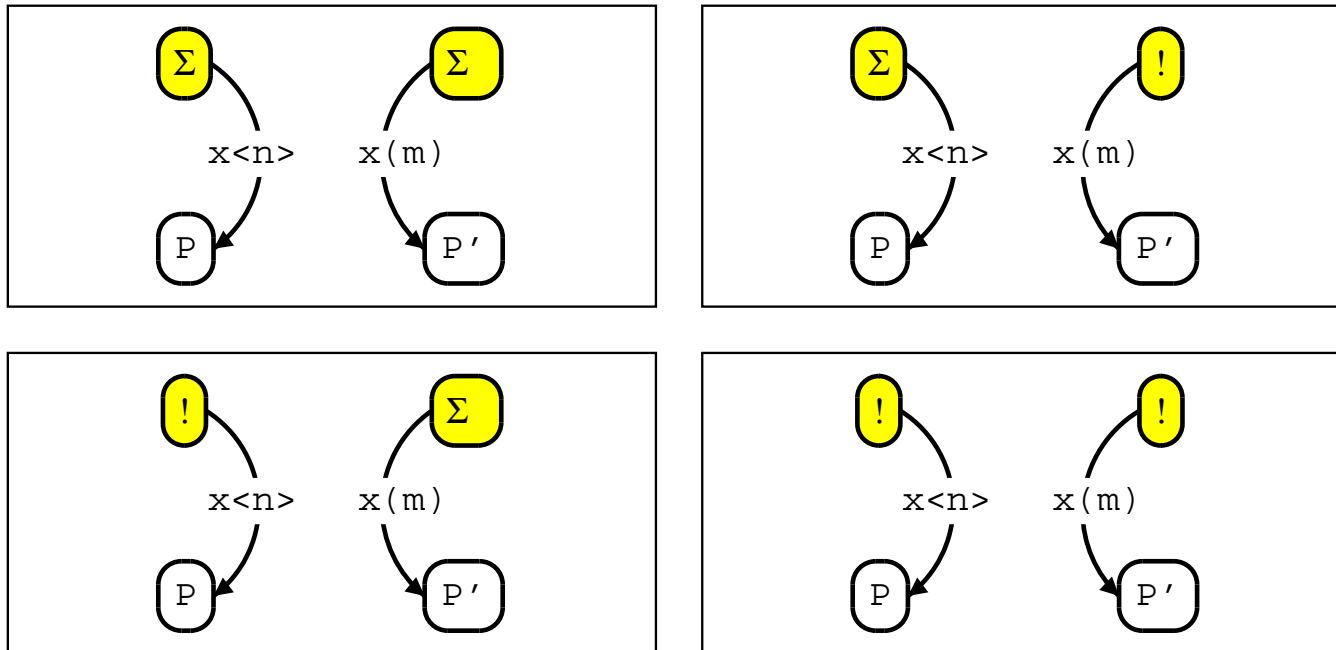 Σ Σ
x<n> x(m)
P P'
Σ !
x<n> x(m)
P P'
! Σ
x<n> x(m)
P P'
! !
x<n> x(m)
P P'